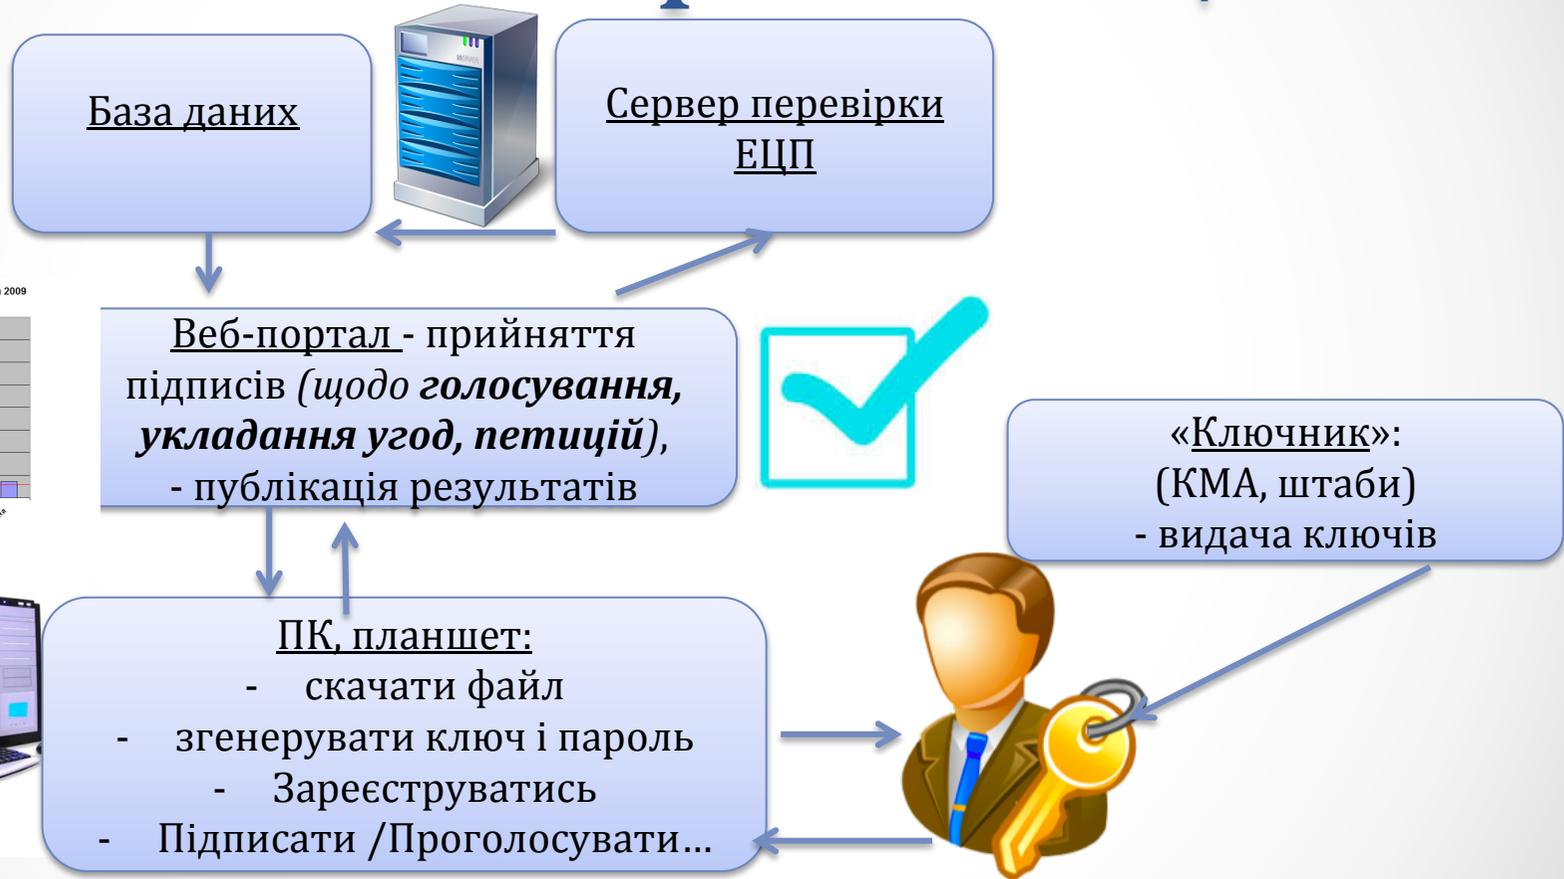 База даних
Сервер перевірки
ЕЦП
2009
Веб-портал - прийняття
підписів (щодо голосування,
укладання угод, петицій),
- публікація результатів
«Ключник»:
(КМА, штаби)
- видача ключів
ПК, планшет:
- скачати файл
- згенерувати ключ і пароль
- Зареєструватись
- Підписати /Проголосувати...